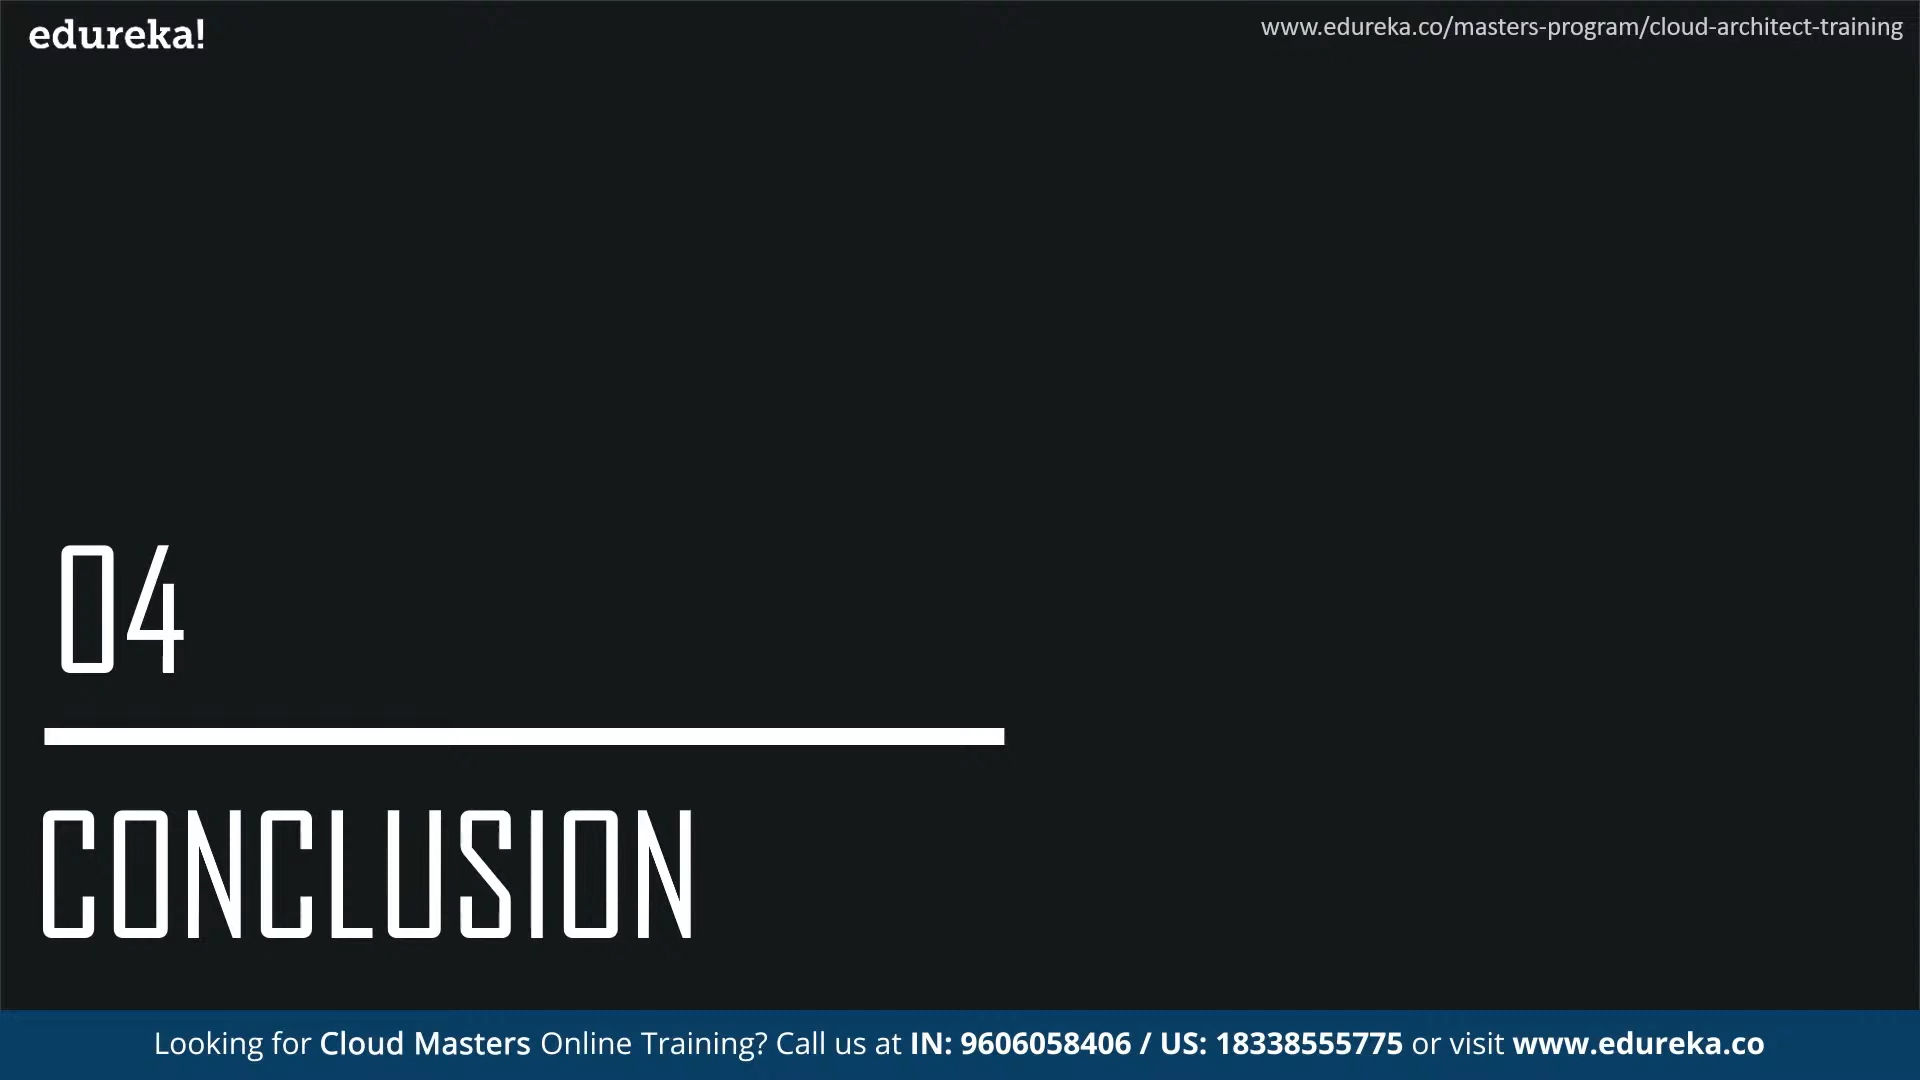 edureka!
www.edureka.co/masters-program/cloud-architect-training
04
CONCLUSION
Looking for Cloud Masters Online Training? Call us at IN: 9606058406 / US: 18338555775 or visit www.edureka.co